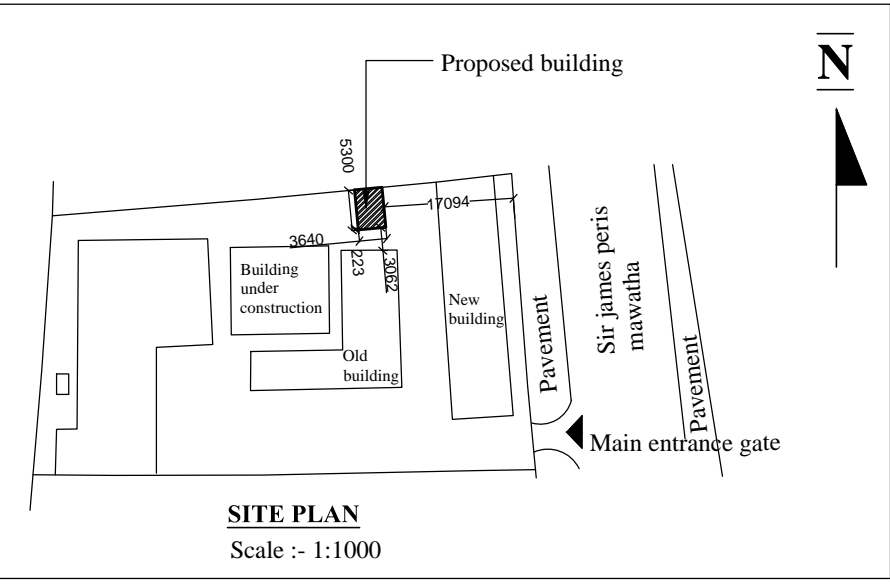 N
Proposed building
5300
17094
3640
223
3062
Building
under
construction
New
building
Old
building
Pavement
Sir james peris
mawatha
Pavement
Main entrance gate
SITE PLAN
Scale :- 1:1000